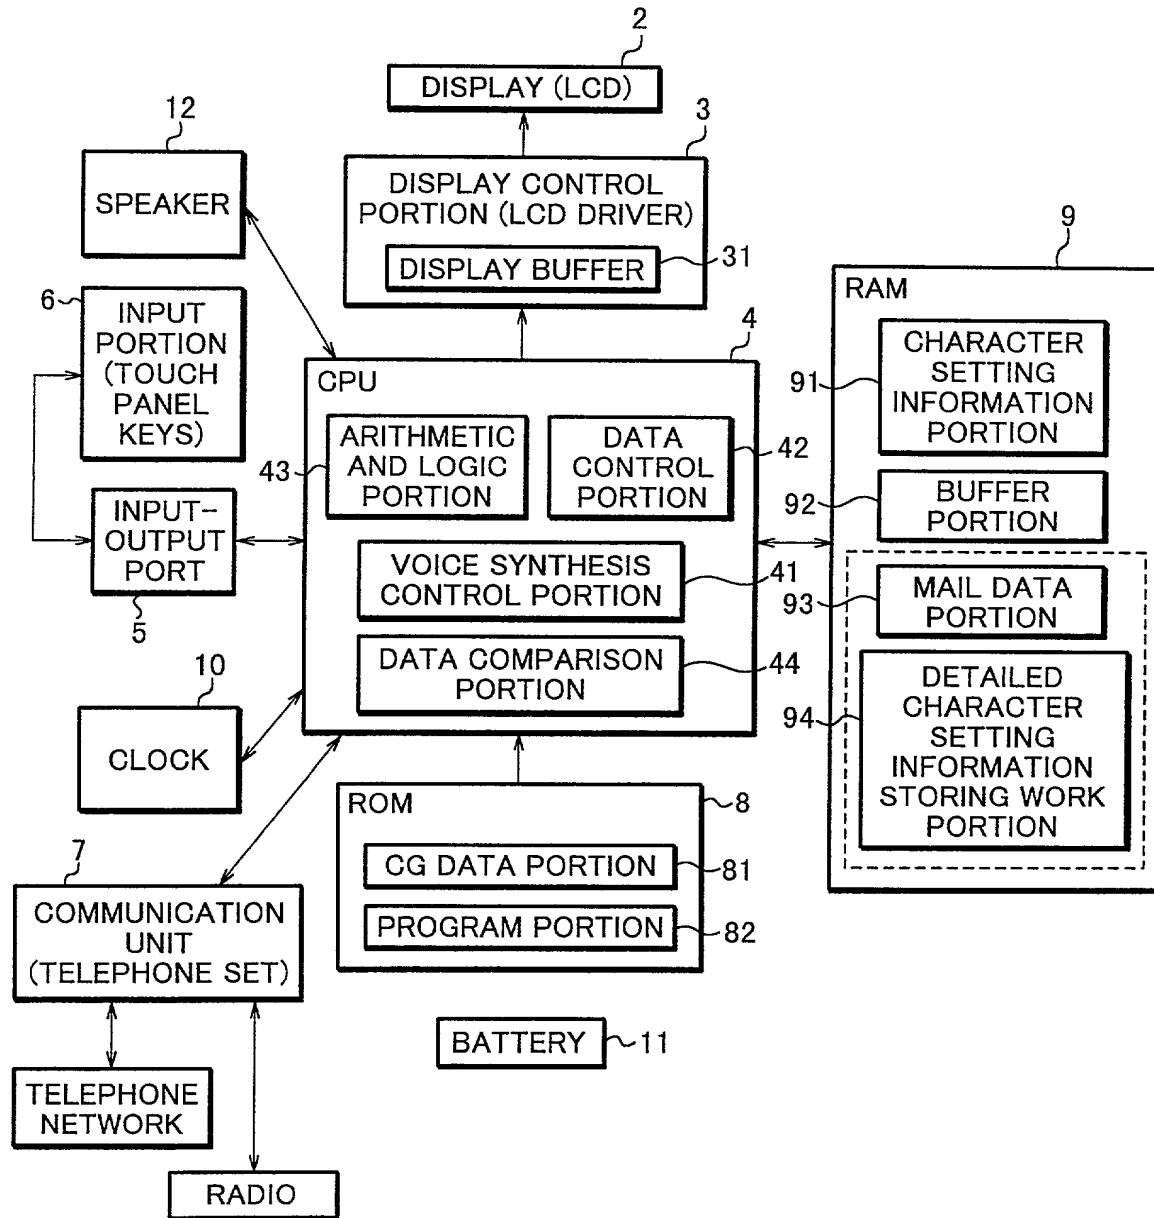 2
DISPLAY (LCD)
12
SPEAKER
3
DISPLAY CONTROL
PORTION (LCD DRIVER)
DISPLAY BUFFER
31
6
INPUT
PORTION
(TOUCH
PANEL
KEYS)
INPUT-
OUTPUT
PORT
5
4
CPU
43
ARITHMETIC
AND LOGIC
PORTION
DATA
CONTROL
PORTION
42
VOICE SYNTHESIS
CONTROL PORTION
41
DATA COMPARISON
PORTION
44
9
RAM
91
CHARACTER
SETTING
INFORMATION
PORTION
92
BUFFER
PORTION
93
MAIL DATA
PORTION
94
DETAILED
CHARACTER
SETTING
INFORMATION
STORING WORK
PORTION
10
CLOCK
ROM
8
CG DATA PORTION
81
PROGRAM PORTION
82
7
COMMUNICATION
UNIT
(TELEPHONE SET)
BATTERY
11
TELEPHONE
NETWORK
RADIO